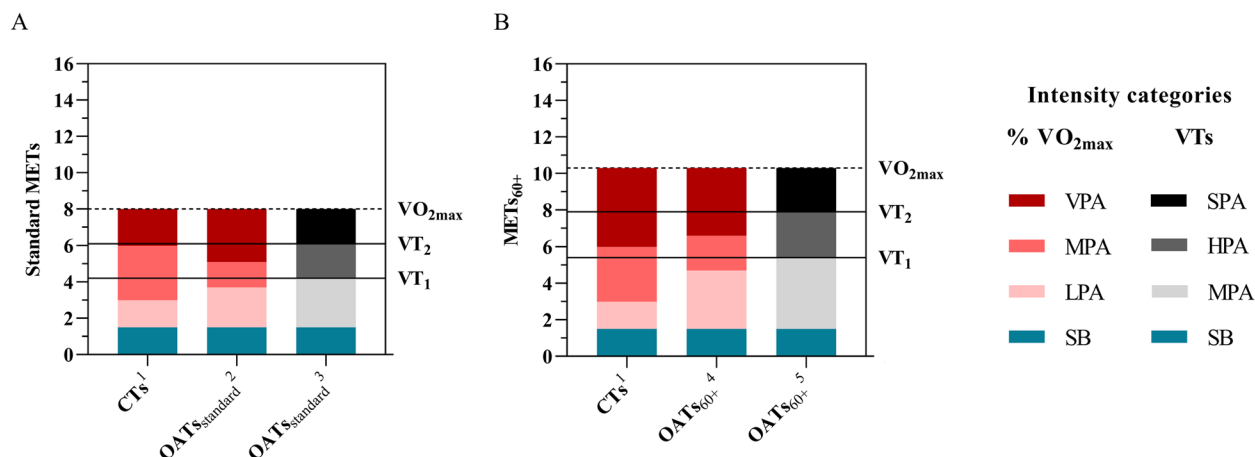 A
B
Standard METs
16
14
12
10
8
6
4
2
0
VO2max
VT2
VT1
CTs 1
OATsstandard 2
OATsstandard 3
METs60+
16
14
12
10
8
6
4
2
0
VO2max
VT2
VT1
CTs 1
OATs60+ 4
OATs60+ 5
Intensity categories
% VO2max VTs
VPA SPA
MPA HPA
LPA MPA
SB SB